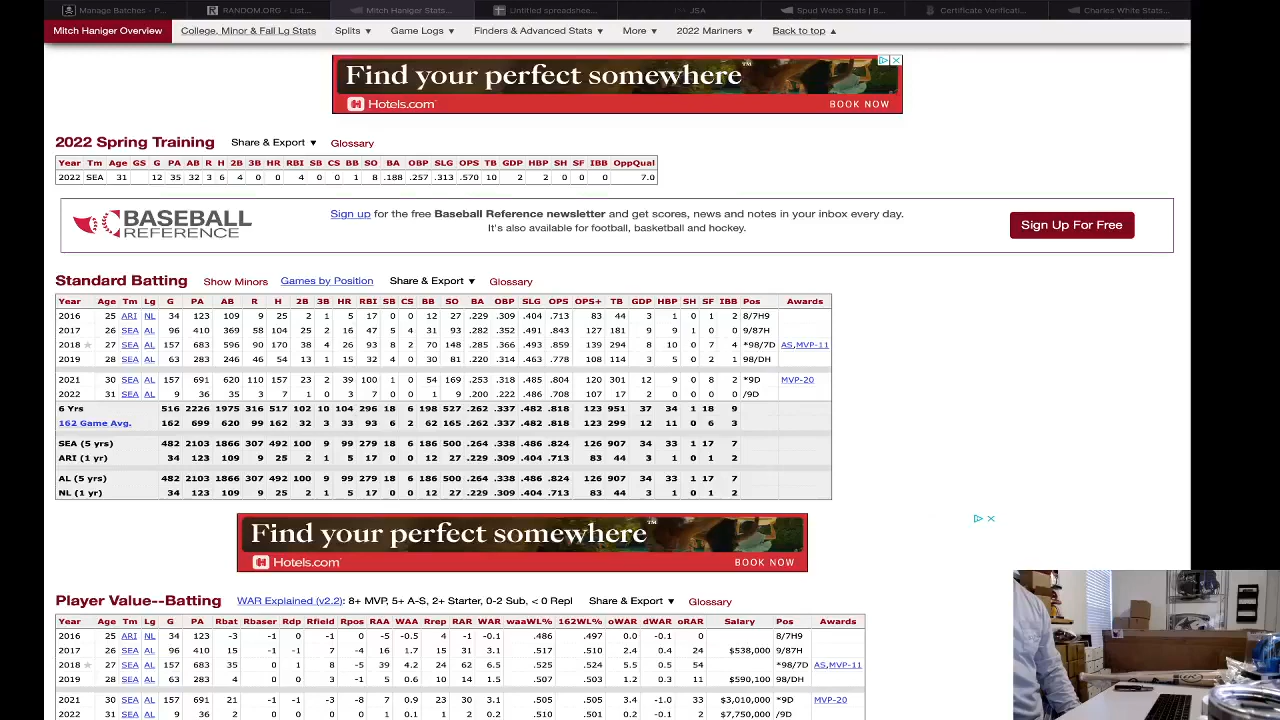 Manage Batches - P...
RANDOM.ORG - List...
Mitch Haniger Stats...
Untitled spreadshee...
JSA
Spud Webb Stats | B...
Certificate Verificati...
Charles White Stats...
Mitch Haniger Overview College, Minor & Fall Lg Stats Splits ▼ Game Logs ▼ Finders & Advanced Stats ▼ More ▼ 2022 Mariners ▼ Back to top ▲
Find your perfect somewhere™
Hotels.com BOOK NOW
2022 Spring Training Share & Export ▼ Glossary
Year Tm Age GS G PA AB R H 2B 3B HR RBI SB CS BB SO BA OBP SLG OPS TB GDP HBP SH SF IBB OppQual
2022 SEA 31 12 35 32 3 6 4 0 0 4 0 0 1 8 .188 .257 .313 .570 10 2 2 0 0 0 7.0
BASEBALL
REFERENCE
Sign up for the free Baseball Reference newsletter and get scores, news and notes in your inbox every day.
It's also available for football, basketball and hockey.
Sign Up For Free
Standard Batting Show Minors Games by Position Share & Export ▼ Glossary
Year Age Tm Lg G PA AB R H 2B 3B HR RBI SB CS BB SO BA OBP SLG OPS OPS+ TB GDP HBP SH SF IBB Pos Awards
2016 25 ARI NL 34 123 109 9 25 2 1 5 17 0 0 12 27 .229 .309 .404 .713 83 44 3 1 0 1 2 8/7H9
2017 26 SEA AL 96 410 369 58 104 25 2 16 47 5 4 31 93 .282 .352 .491 .843 127 181 9 9 1 0 0 9/87H
2018 ★ 27 SEA AL 157 683 596 90 170 38 4 26 93 8 2 70 148 .285 .366 .493 .859 139 294 8 10 0 7 4 *98/7D AS,MVP-11
2019 28 SEA AL 63 283 246 46 54 13 1 15 32 4 0 30 81 .220 .314 .463 .778 108 114 3 5 0 2 1 98/DH
2021 30 SEA AL 157 691 620 110 157 23 2 39 100 1 0 54 169 .253 .318 .485 .804 120 301 12 9 0 8 2 *9D MVP-20
2022 31 SEA AL 9 36 35 3 7 1 0 3 7 0 0 1 9 .200 .222 .486 .708 107 17 2 0 0 0 0 /9D
6 Yrs 516 2226 1975 316 517 102 10 104 296 18 6 198 527 .262 .337 .482 .818 123 951 37 34 1 18 9
162 Game Avg. 162 699 620 99 162 32 3 33 93 6 2 62 165 .262 .337 .482 .818 123 299 12 11 0 6 3
SEA (5 yrs) 482 2103 1866 307 492 100 9 99 279 18 6 186 500 .264 .338 .486 .824 126 907 34 33 1 17 7
ARI (1 yr) 34 123 109 9 25 2 1 5 17 0 0 12 27 .229 .309 .404 .713 83 44 3 1 0 1 2
AL (5 yrs) 482 2103 1866 307 492 100 9 99 279 18 6 186 500 .264 .338 .486 .824 126 907 34 33 1 17 7
NL (1 yr) 34 123 109 9 25 2 1 5 17 0 0 12 27 .229 .309 .404 .713 83 44 3 1 0 1 2
Find your perfect somewhere™
Hotels.com BOOK NOW
Player Value--Batting WAR Explained (v2.2): 8+ MVP, 5+ A-S, 2+ Starter, 0-2 Sub, < 0 Repl Share & Export ▼ Glossary
Year Age Tm Lg G PA Rbat Rbaser Rdp Rfield Rpos RAA WAA Rrep RAR WAR waaWL% 162WL% oWAR dWAR oRAR Salary Pos Awards
2016 25 ARI NL 34 123 -3 -1 0 -1 0 -5 -0.5 4 -1 -0.1 .486 .497 0.0 -0.1 0 8/7H9
2017 26 SEA AL 96 410 15 -1 -1 7 -4 16 1.7 15 31 3.1 .517 .510 2.4 0.4 24 $538,000 9/87H
2018 ★ 27 SEA AL 157 683 35 0 1 8 -5 39 4.2 24 62 6.5 .525 .524 5.5 0.5 54 *98/7D AS,MVP-11
2019 28 SEA AL 63 283 4 0 0 3 -1 5 0.6 10 14 1.5 .507 .503 1.2 0.3 11 $590,100 98/DH
2021 30 SEA AL 157 691 21 -1 -1 -3 -8 7 0.9 23 30 3.1 .505 .505 3.4 -1.0 33 $3,010,000 *9D MVP-20
2022 31 SEA AL 9 36 2 0 0 0 0 1 0.1 1 2 0.2 .510 .501 0.2 -0.1 2 $7,750,000 /9D